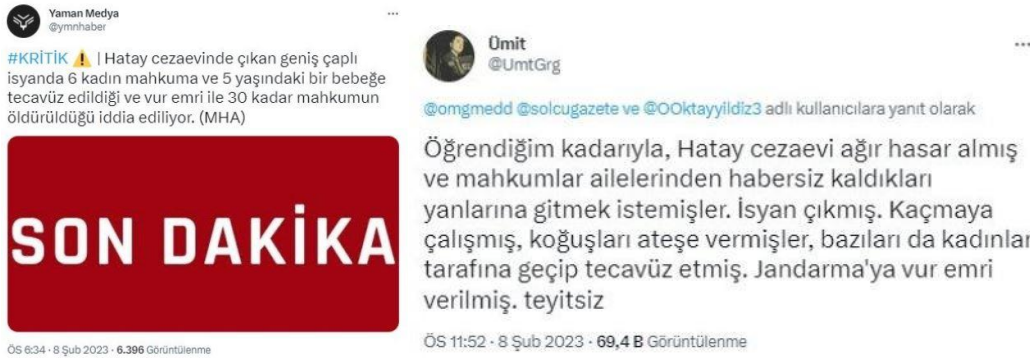 Yaman Medya
@ymnhaber
#KRİTİK ⚠️ | Hatay cezaevinde çıkan geniş çaplı
isyanda 6 kadın mahkuma ve 5 yaşındaki bir bebeğe
tecavüz edildiği ve vur emri ile 30 kadar mahkumun
öldürüldüğü iddia ediliyor. (MHA)
SON DAKİKA
ÖS 6:34 · 8 Şub 2023 · 6.396 Görüntülenme
Ümit
@UmtGrg
@omgmedd @solcugazete ve @OOktayyildiz3 adlı kullanıcılara yanıt olarak
Öğrendiğim kadarıyla, Hatay cezaevi ağır hasar almış
ve mahkumlar ailelerinden habersiz kaldıkları
yanlarına gitmek istemişler. İsyan çıkmış. Kaçmaya
çalışmış, koğuşları ateşe vermişler, bazıları da kadınlar
tarafına geçip tecavüz etmiş. Jandarma'ya vur emri
verilmiş. teyitsiz
ÖS 11:52 · 8 Şub 2023 · 69,4 B Görüntülenme